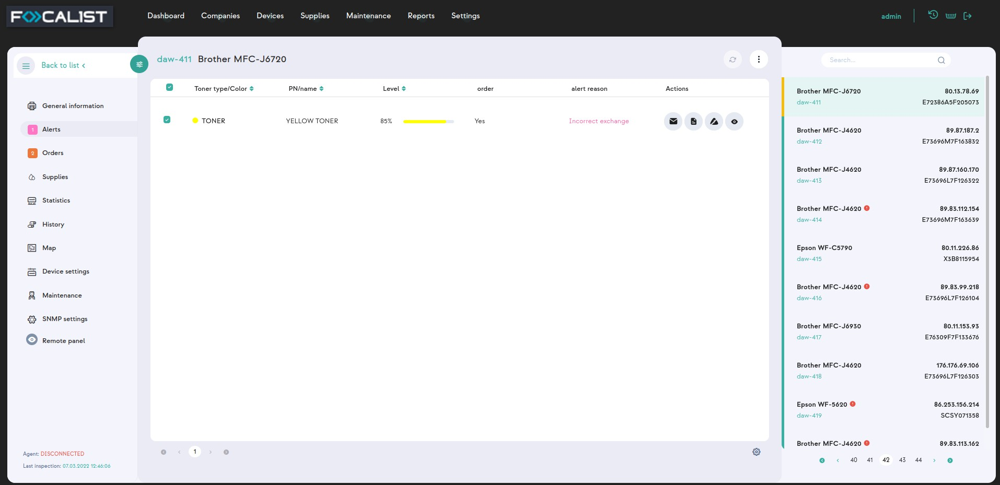 FOCALIST
Dashboard Companies Devices Supplies Maintenance Reports Settings
admin
Back to list
General information
1 Alerts
2 Orders
Supplies
Statistics
History
Map
Device settings
Maintenance
SNMP settings
Remote panel
Agent: DISCONNECTED
Last inspection: 07.03.2022 12:46:06
daw-411 Brother MFC-J6720
Toner type/Color PN/name Level order alert reason Actions
TONER YELLOW TONER 85% Yes Incorrect exchange
1
Search...
Brother MFC-J6720 80.13.78.69
daw-411 E72386A5F205073
Brother MFC-J4620 89.87.187.2
daw-412 E73696M7F163832
Brother MFC-J4620 89.87.160.170
daw-413 E73696L7F126322
Brother MFC-J4620 89.83.112.154
daw-414 E73696M7F163639
Epson WF-C5790 80.11.226.86
daw-415 X3B8115954
Brother MFC-J4620 89.83.99.218
daw-416 E73696L7F126104
Brother MFC-J6930 80.11.153.93
daw-417 E76309F7F133676
Brother MFC-J4620 176.176.69.106
daw-418 E73696L7F126303
Epson WF-5620 86.253.156.214
daw-419 SCSY071358
Brother MFC-J4620 89.83.113.162
40 41 42 43 44